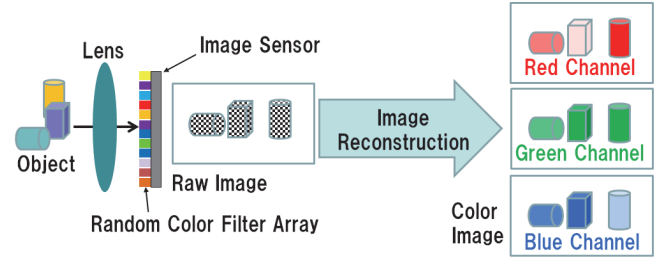 Lens
Image Sensor
Object
Raw Image
Random Color Filter Array
Image
Reconstruction
Red Channel
Green Channel
Color
Image
Blue Channel